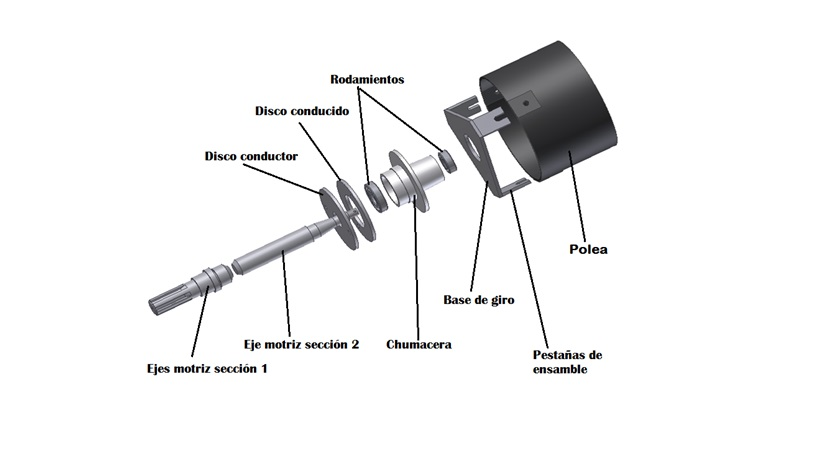 Rodamientos
Disco conducido
Disco conductor
Polea
Base de giro
Eje motriz sección 2
Chumacera
Pestañas de
ensamble
Ejes motriz sección 1